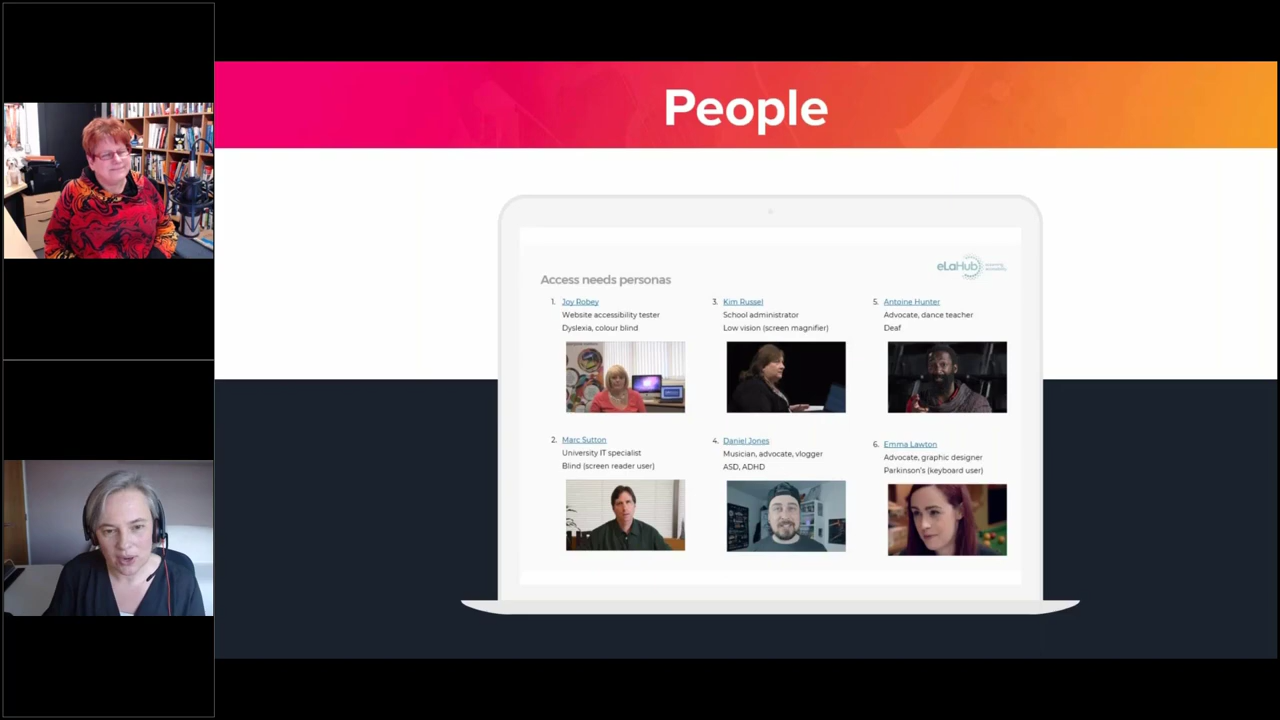 People
Access needs personas
eLaHub
1. Joy Robey
Website accessibility tester
Dyslexia, colour blind
2. Marc Sutton
University IT specialist
Blind (screen reader user)
3. Kim Russel
School administrator
Low vision (screen magnifier)
4. Daniel Jones
Musician, advocate, vlogger
ASD, ADHD
5. Antoine Hunter
Advocate, dance teacher
Deaf
6. Emma Lawton
Advocate, graphic designer
Parkinson's (keyboard user)